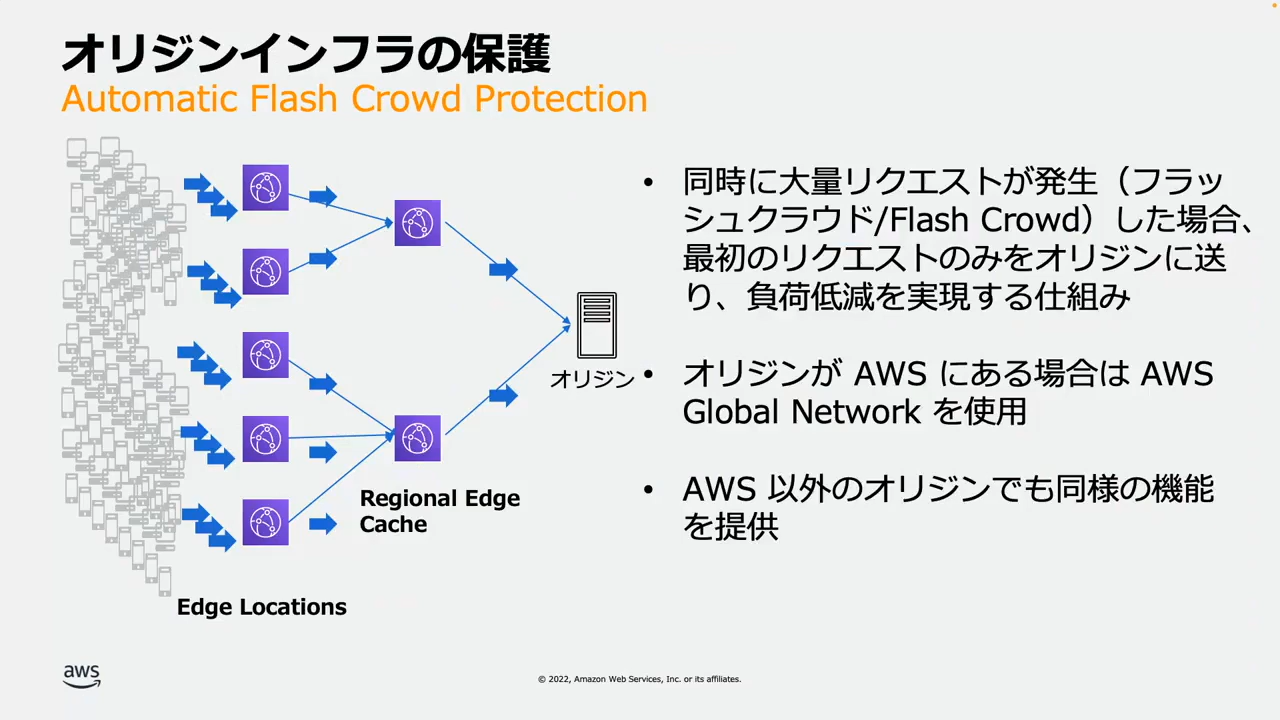 オリジンインフラの保護
Automatic Flash Crowd Protection
• 同時に大量リクエストが発生（フラッ
シュクラウド/Flash Crowd）した場合、
最初のリクエストのみをオリジンに送
り、負荷低減を実現する仕組み
オリジン
• オリジンが AWS にある場合は AWS
Global Network を使用
• AWS 以外のオリジンでも同様の機能
を提供
Regional Edge
Cache
Edge Locations
aws
© 2022, Amazon Web Services, Inc. or its affiliates.